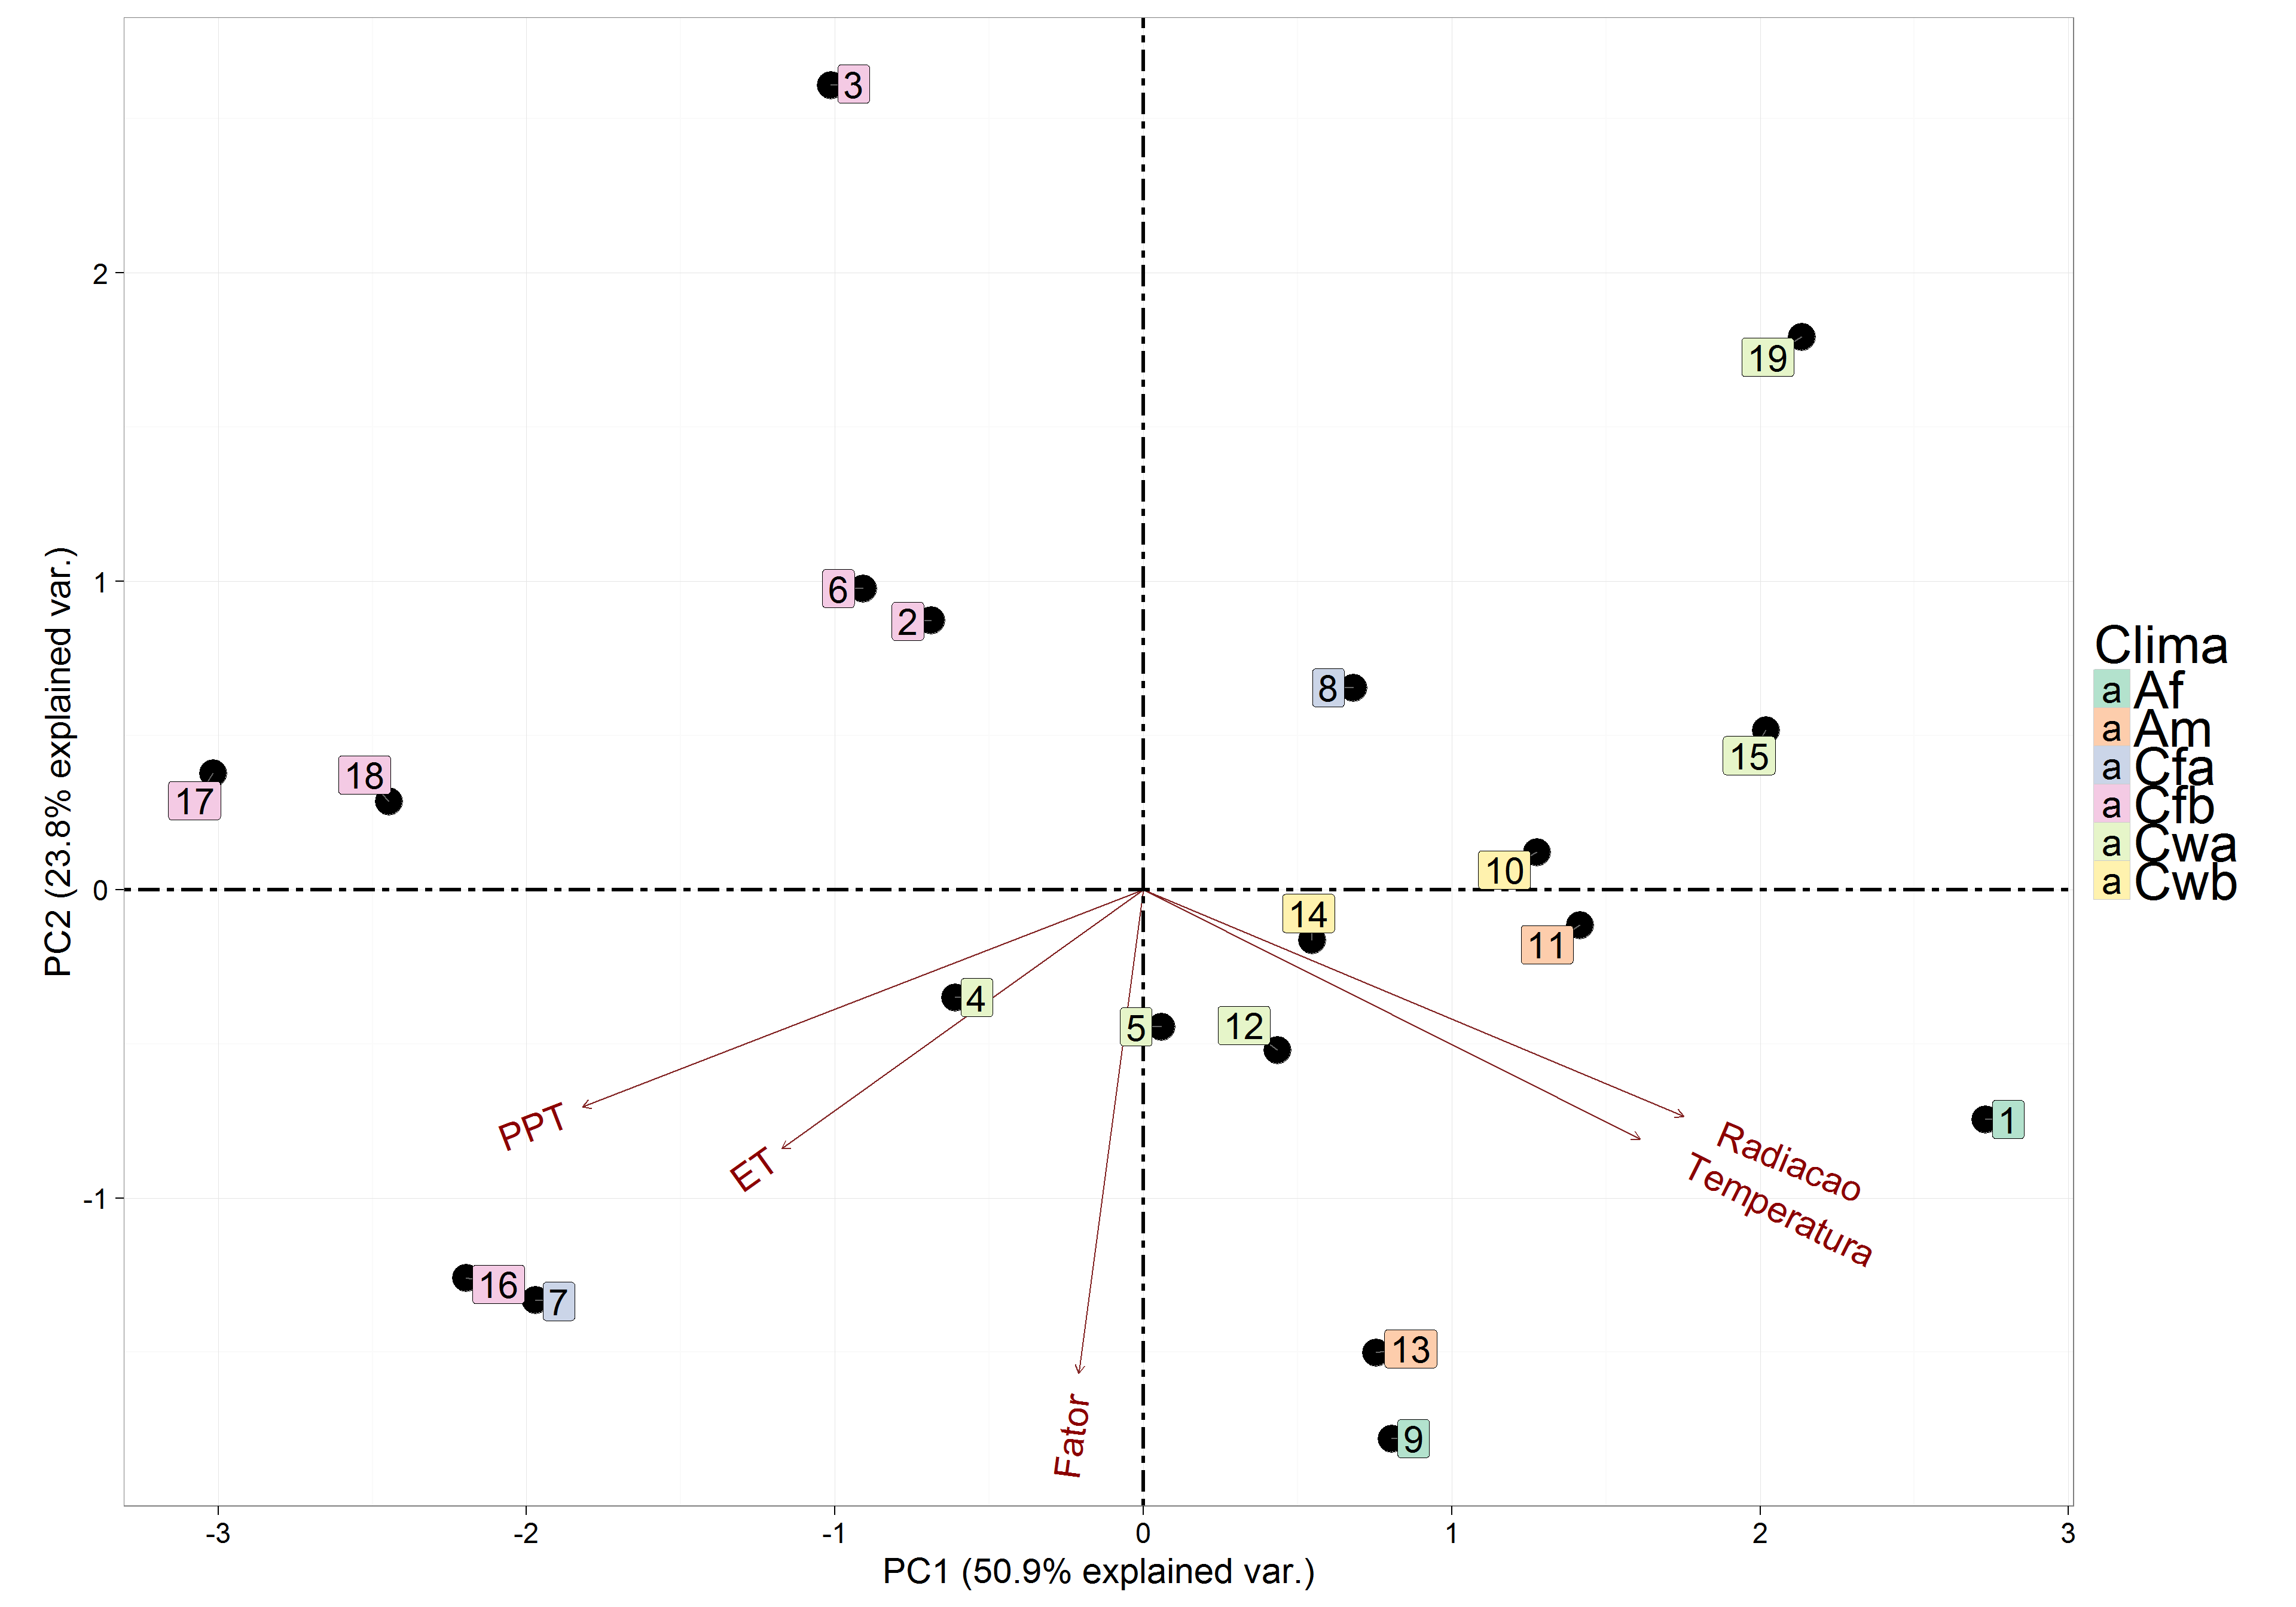 3
2
19
1
6
2
8
15
18
17
10
0
14
11
4
5
12
PPT
1
Radiacao
ET
Temperatura
-1
16
7
13
Fator
9
-3 -2 -1 0 1 2 3
PC1 (50.9% explained var.)
PC2 (23.8% explained var.)
Clima
a Af
a Am
a Cfa
a Cfb
a Cwa
a Cwb